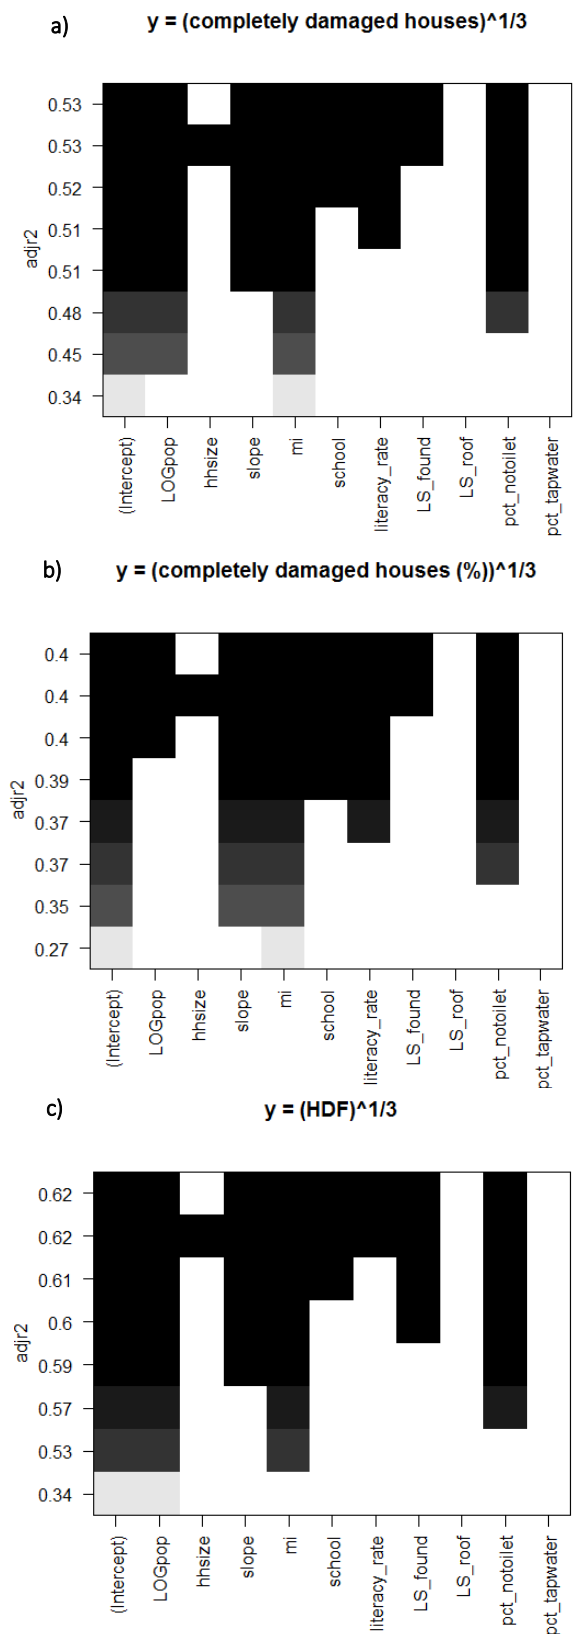 a)
y = (completely damaged houses)^1/3
0.53
0.53
0.52
0.51
0.51
0.48
0.45
0.34
adjr2
(Intercept)
LOGpop
hhsize
slope
mi
school
literacy_rate
LS_found
LS_roof
pct_notoilet
pct_tapwater
b)
y = (completely damaged houses (%))^1/3
0.4
0.4
0.4
0.39
0.37
0.37
0.35
0.27
adjr2
(Intercept)
LOGpop
hhsize
slope
mi
school
literacy_rate
LS_found
LS_roof
pct_notoilet
pct_tapwater
c)
y = (HDF)^1/3
0.62
0.62
0.61
0.6
0.59
0.57
0.53
0.34
adjr2
(Intercept)
LOGpop
hhsize
slope
mi
school
literacy_rate
LS_found
LS_roof
pct_notoilet
pct_tapwater